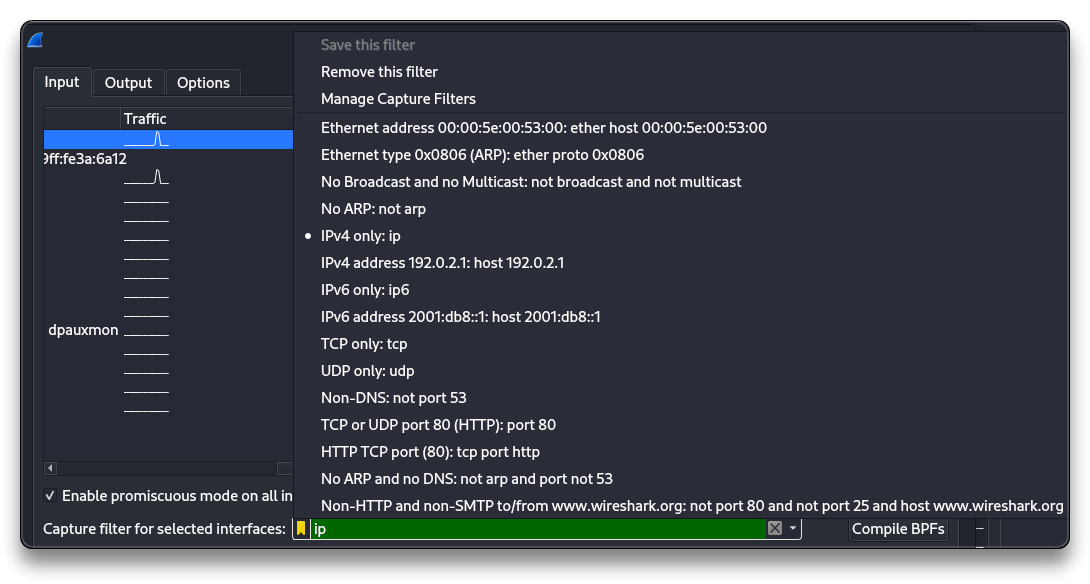 Save this filter
Remove this filter
Manage Capture Filters
Input Output Options
Traffic
Ethernet address 00:00:5e:00:53:00: ether host 00:00:5e:00:53:00
9ff:fe3a:6a12
Ethernet type 0x0806 (ARP): ether proto 0x0806
No Broadcast and no Multicast: not broadcast and not multicast
No ARP: not arp
IPv4 only: ip
IPv4 address 192.0.2.1: host 192.0.2.1
IPv6 only: ip6
IPv6 address 2001:db8::1: host 2001:db8::1
dpauxmon
TCP only: tcp
UDP only: udp
Non-DNS: not port 53
TCP or UDP port 80 (HTTP): port 80
HTTP TCP port (80): tcp port http
No ARP and no DNS: not arp and port not 53
Enable promiscuous mode on all in
Non-HTTP and non-SMTP to/from www.wireshark.org: not port 80 and not port 25 and host www.wireshark.org
Capture filter for selected interfaces: ip Compile BPFs